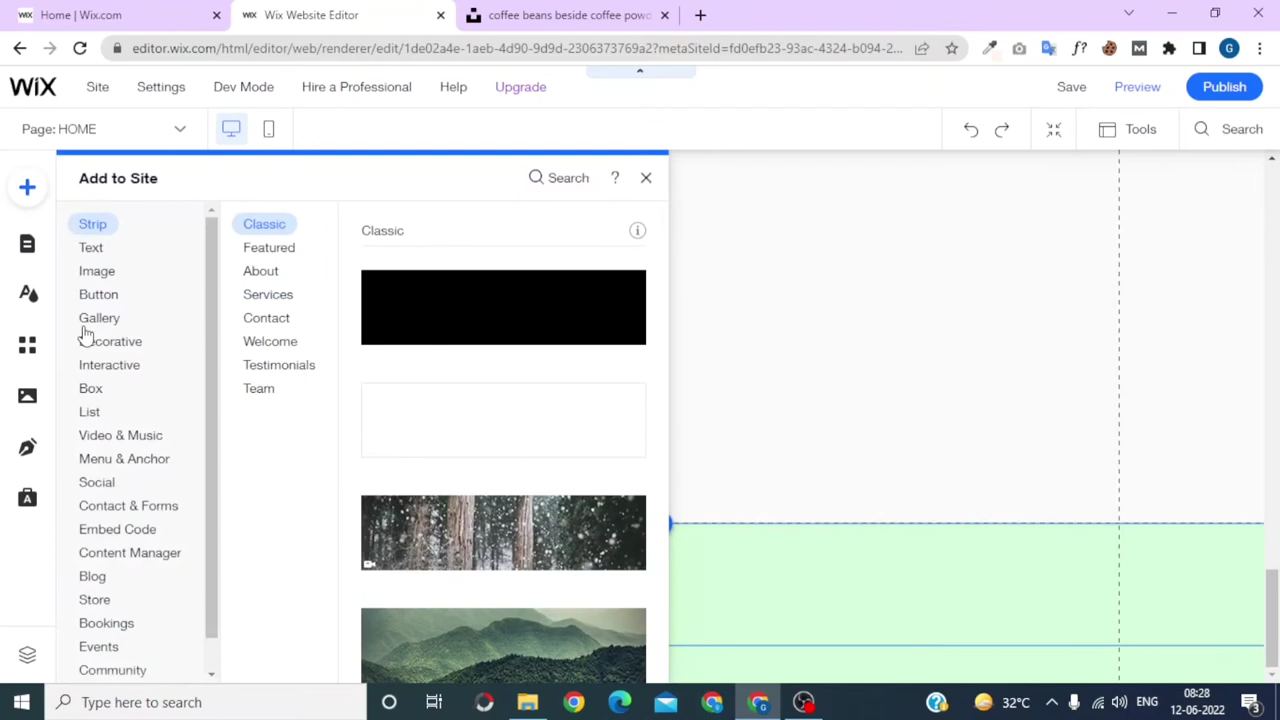 Home | Wix.com
Wix Website Editor
coffee beans beside coffee powd
editor.wix.com/html/editor/web/renderer/edit/1de02a4e-1aeb-4d90-9d9d-2306373769a2?metaSiteId=fd0efb23-93ac-4324-b094-2...
WiX
Site
Settings
Dev Mode
Hire a Professional
Help
Upgrade
Save
Preview
Publish
Page: HOME
Tools
Search
Add to Site
Search
?
Strip
Text
Image
Button
Gallery
Decorative
Interactive
Box
List
Video & Music
Menu & Anchor
Social
Contact & Forms
Embed Code
Content Manager
Blog
Store
Bookings
Events
Community
Classic
Featured
About
Services
Contact
Welcome
Testimonials
Team
Classic
Type here to search
32°C
ENG
08:28
12-06-2022
3